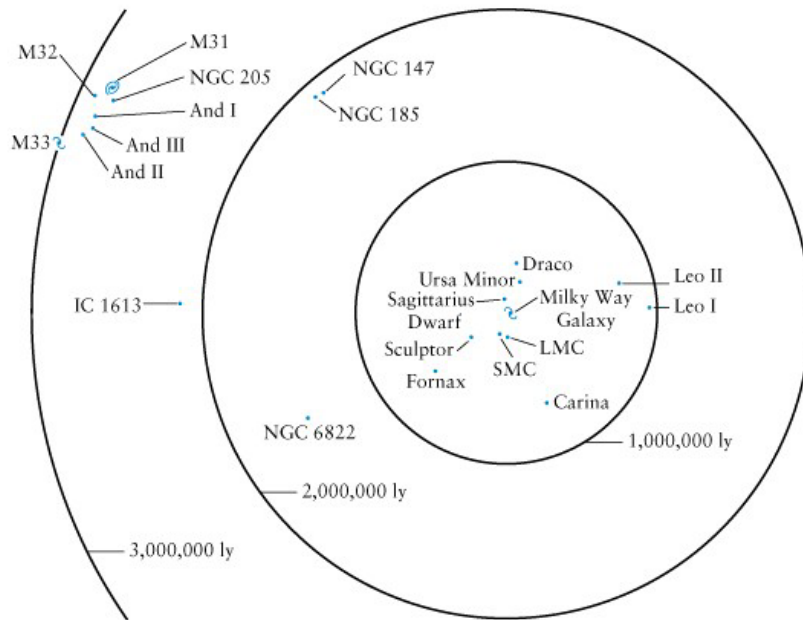 M31
M32
NGC 205
And I
M33
And III
And II
NGC 147
NGC 185
Draco
Ursa Minor
Leo II
Sagittarius
Dwarf
Milky Way
Galaxy
Leo I
IC 1613
Sculptor
LMC
SMC
Fornax
Carina
NGC 6822
1,000,000 ly
2,000,000 ly
3,000,000 ly